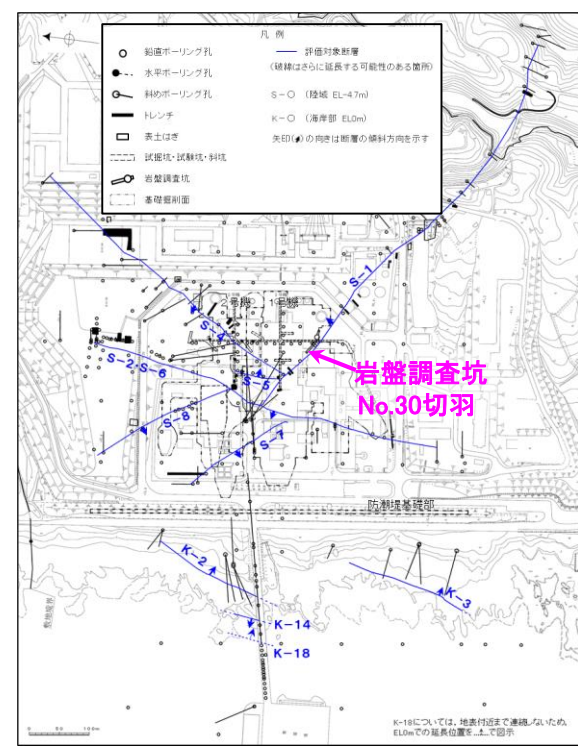 凡 例
鉛直ボーリング孔
水平ボーリング孔
斜めボーリング孔
トレンチ
表土はぎ
試掘坑・試験坑・斜坑
岩盤調査坑
基礎掘削面
評価対象断層
(破線はさらに延長する可能性のある箇所)
S-○ (陸域 EL-4.7m)
K-○ (海岸部 EL0m)
矢印( )の向きは断層の傾斜方向を示す
S-1
2号機
1号機
S-4
S-2・S-6
S-5
岩盤調査坑
No.30切羽
S-8
S-7
防潮堤基礎部
K-2
K-3
K-14
K-18
敷地境界
0 50 100m
K-18については、地表付近まで連続しないため、
EL0mでの延長位置を で図示